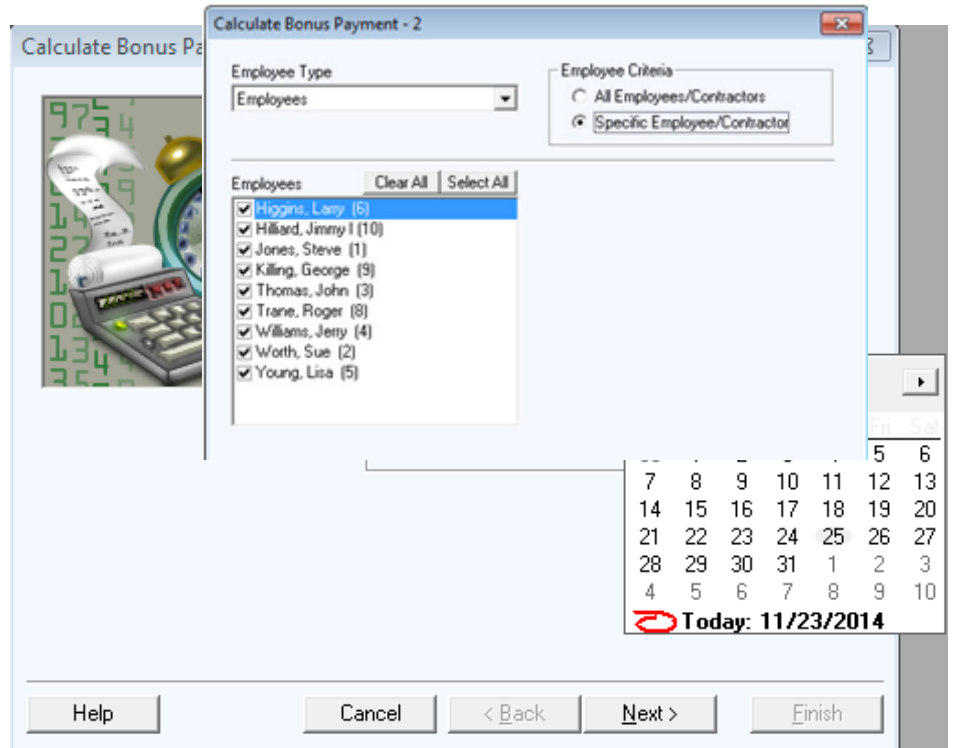 Calculate Bonus Payment - 2
Calculate Bonus Pa
Employee Type
Employees
Employee Criteria
All Employees/Contractors
Specific Employee/Contractor
Employees Clear All Select All
Higgins, Larry (6)
Hilliard, Jimmy I (10)
Jones, Steve (1)
Killing, George (9)
Thomas, John (3)
Trane, Roger (8)
Williams, Jerry (4)
Worth, Sue (2)
Young, Lisa (5)
Fri Sat
5 6
7 8 9 10 11 12 13
14 15 16 17 18 19 20
21 22 23 24 25 26 27
28 29 30 31 1 2 3
4 5 6 7 8 9 10
Today: 11/23/2014
Help Cancel < Back Next > Finish